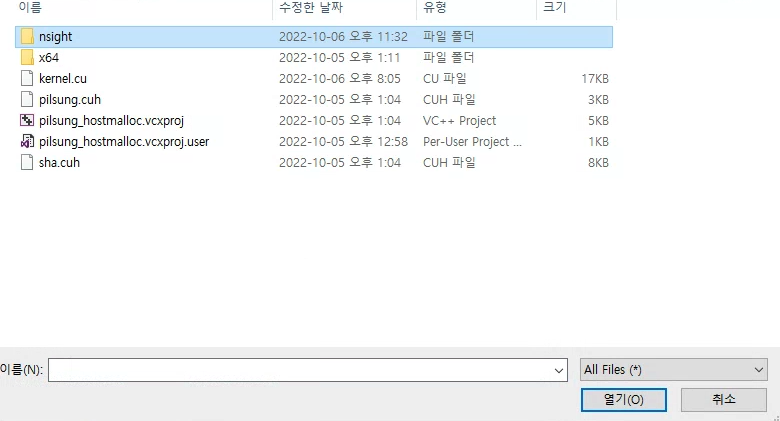 이름 수정한 날짜 유형 크기
nsight 2022-10-06 오후 11:32 파일 폴더
x64 2022-10-05 오후 1:11 파일 폴더
kernel.cu 2022-10-06 오후 8:05 CU 파일 17KB
pilsung.cuh 2022-10-05 오후 1:04 CUH 파일 3KB
pilsung_hostmalloc.vcxproj 2022-10-05 오후 1:04 VC++ Project 5KB
pilsung_hostmalloc.vcxproj.user 2022-10-05 오후 12:58 Per-User Project ... 1KB
sha.cuh 2022-10-05 오후 1:04 CUH 파일 8KB
이름(N): All Files (*)
열기(O) 취소